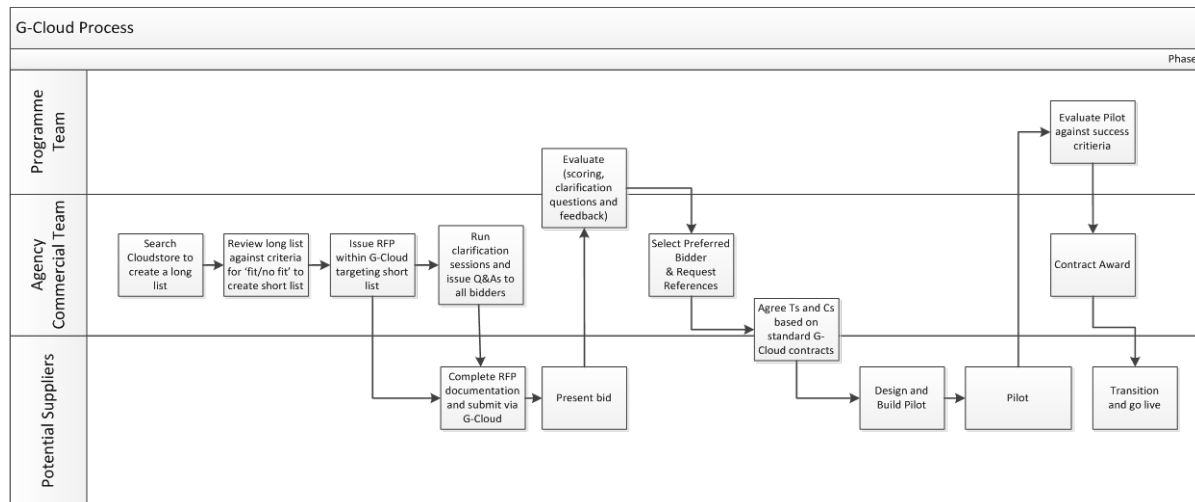 G-Cloud Process
Phase
Programme
Team
Evaluate Pilot
against success
critieria
Evaluate
(scoring,
clarification
questions and
feedback)
Agency
Commercial Team
Search
Cloudstore to
create a long
list
Review long list
against criteria
for ‘fit/no fit’ to
create short list
Issue RFP
within G-Cloud
targeting short
list
Run
clarification
sessions and
issue Q&As to
all bidders
Select Preferred
Bidder
& Request
References
Contract Award
Agree Ts and Cs
based on
standard G-
Cloud contracts
Potential Suppliers
Complete RFP
documentation
and submit via
G-Cloud
Present bid
Design and
Build Pilot
Pilot
Transition
and go live